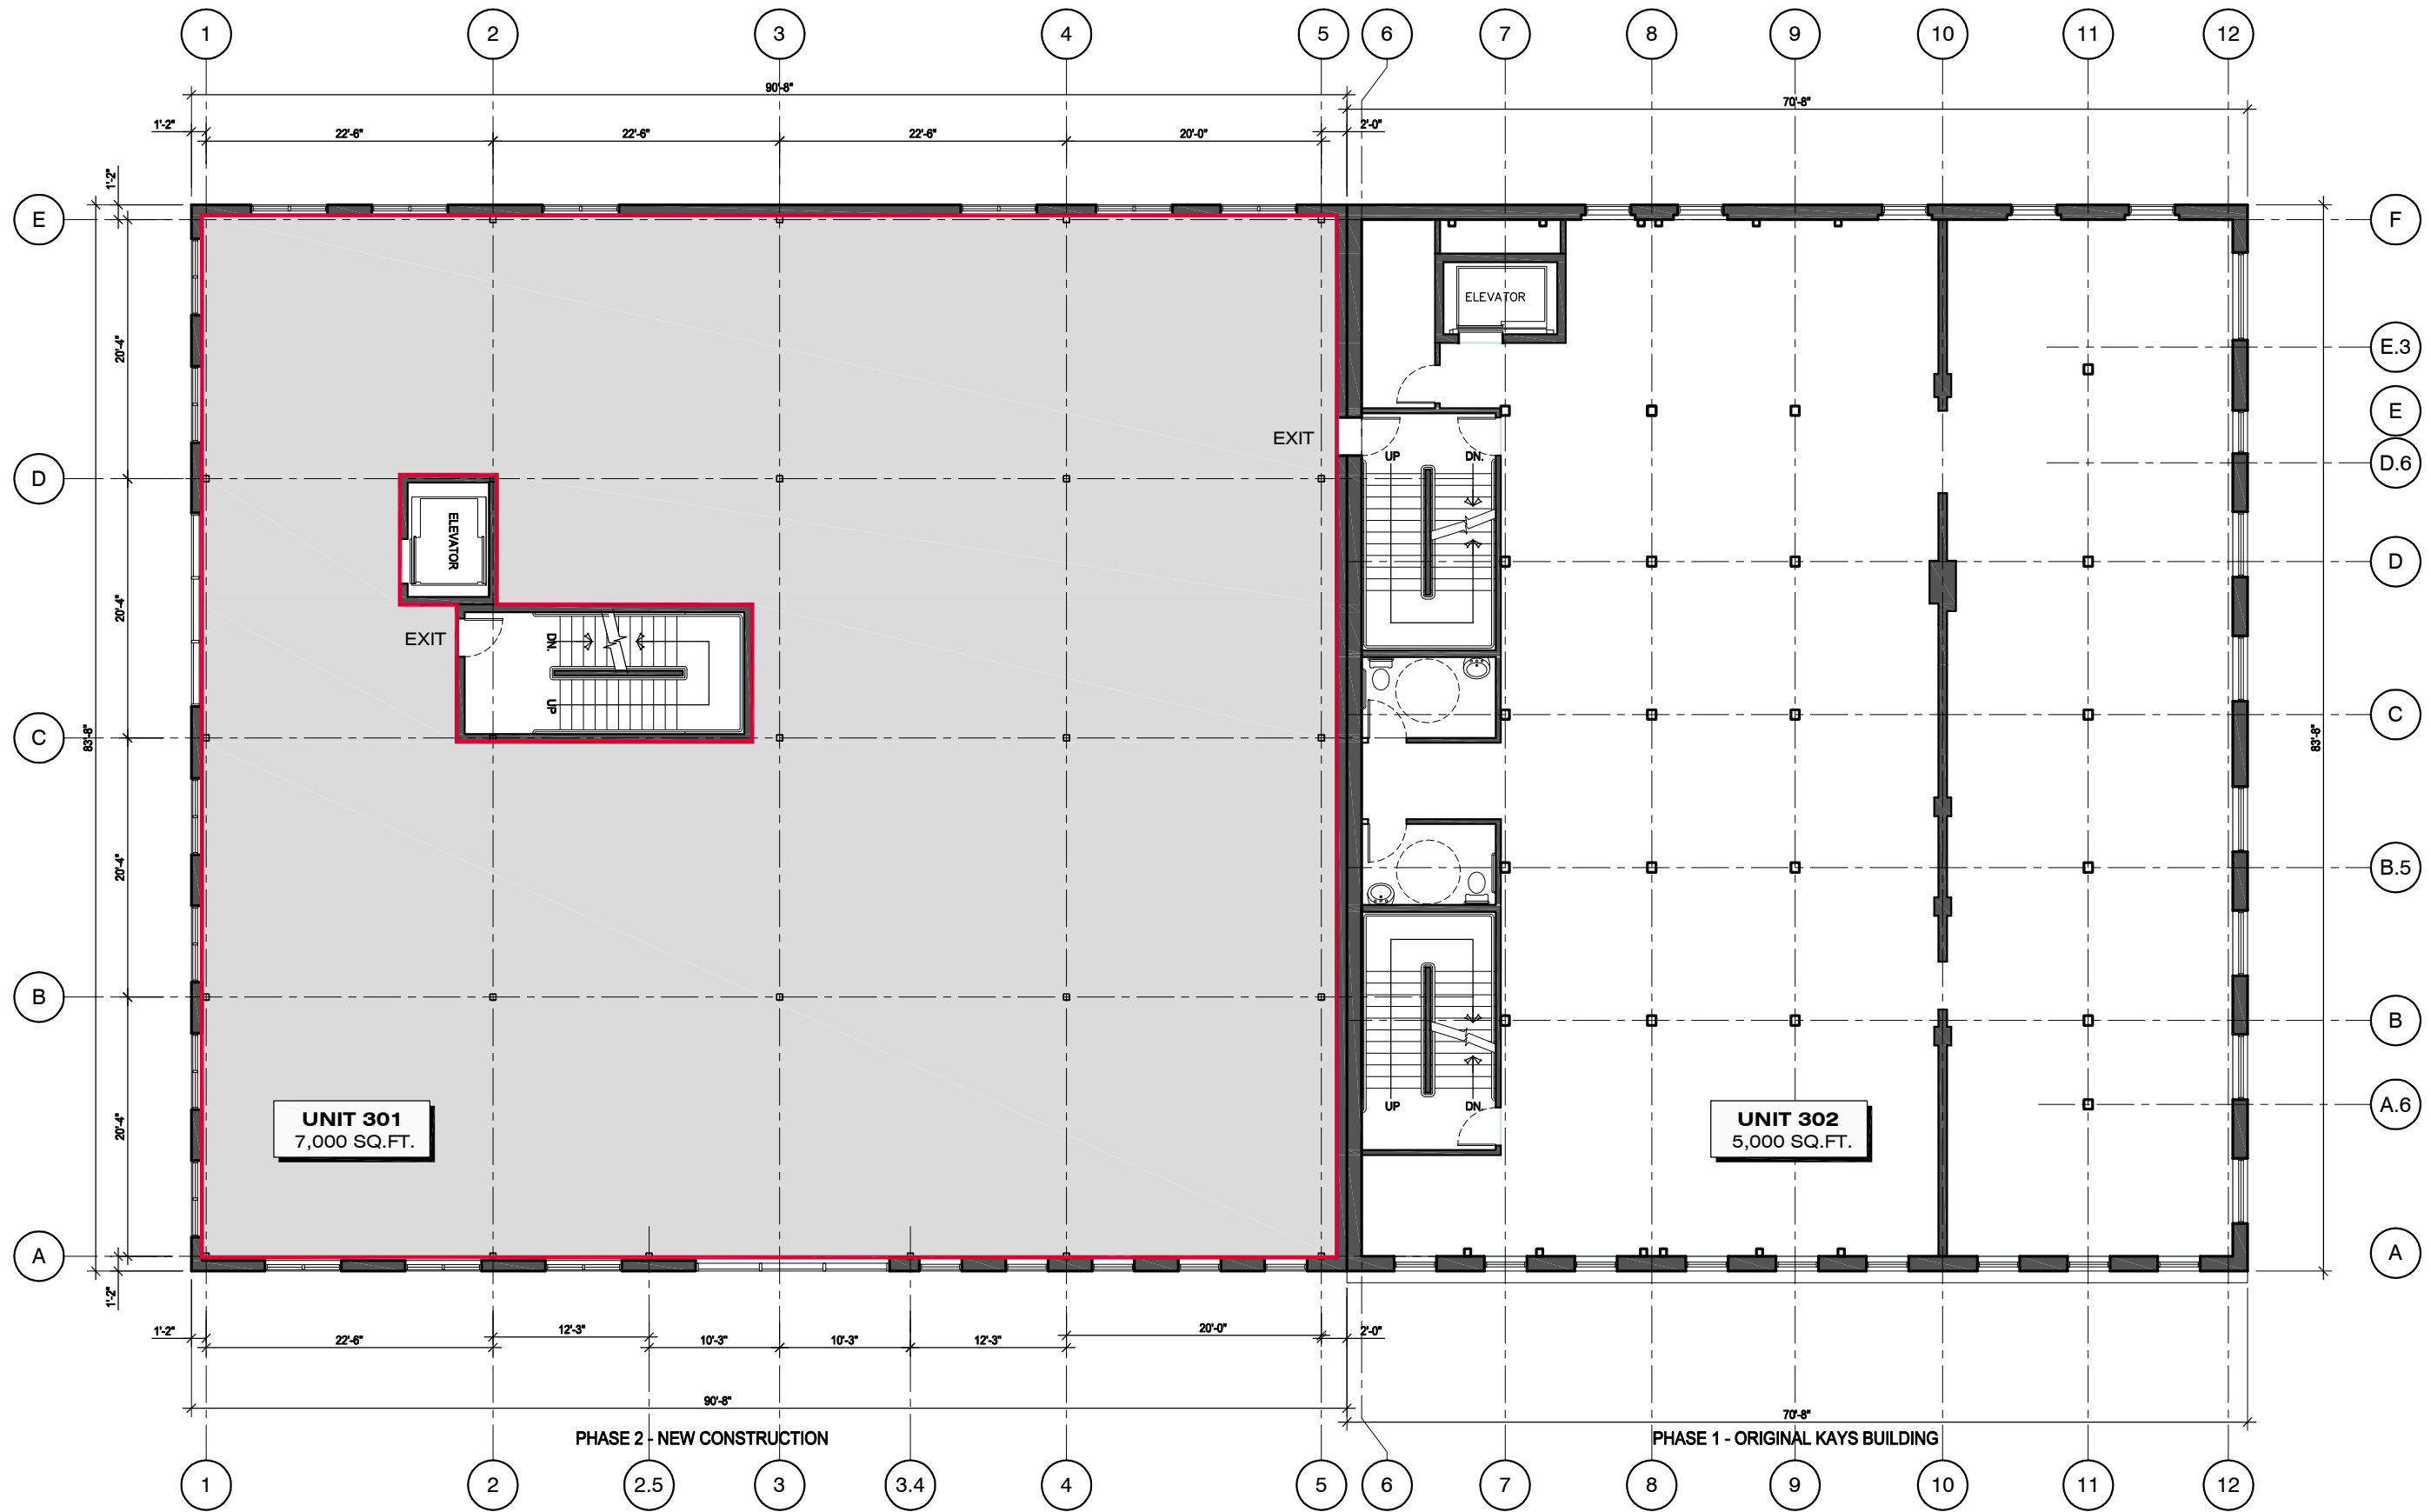 1 2 3 4 5 6 7 8 9 10 11 12
90'-8"
70'-8"
1'-2" 22'-6" 22'-6" 22'-6" 20'-0" 2'-0"
1'-2"
E F
ELEVATOR
20'-4" E.3
E
EXIT
UP DN.
D D.6
ELEVATOR
D
20'-4"
EXIT
DN.
UP
C C
83'-8" 83'-8"
20'-4" B.5
B B
UNIT 301
7,000 SQ.FT.
UNIT 302
5,000 SQ.FT.
UP DN.
20'-4" A.6
A A
1'-2"
1'-2" 22'-6" 12'-3" 10'-3" 10'-3" 12'-3" 20'-0" 2'-0"
90'-8"
70'-8"
PHASE 2 - NEW CONSTRUCTION
PHASE 1 - ORIGINAL KAYS BUILDING
1 2 2.5 3 3.4 4 5 6 7 8 9 10 11 12